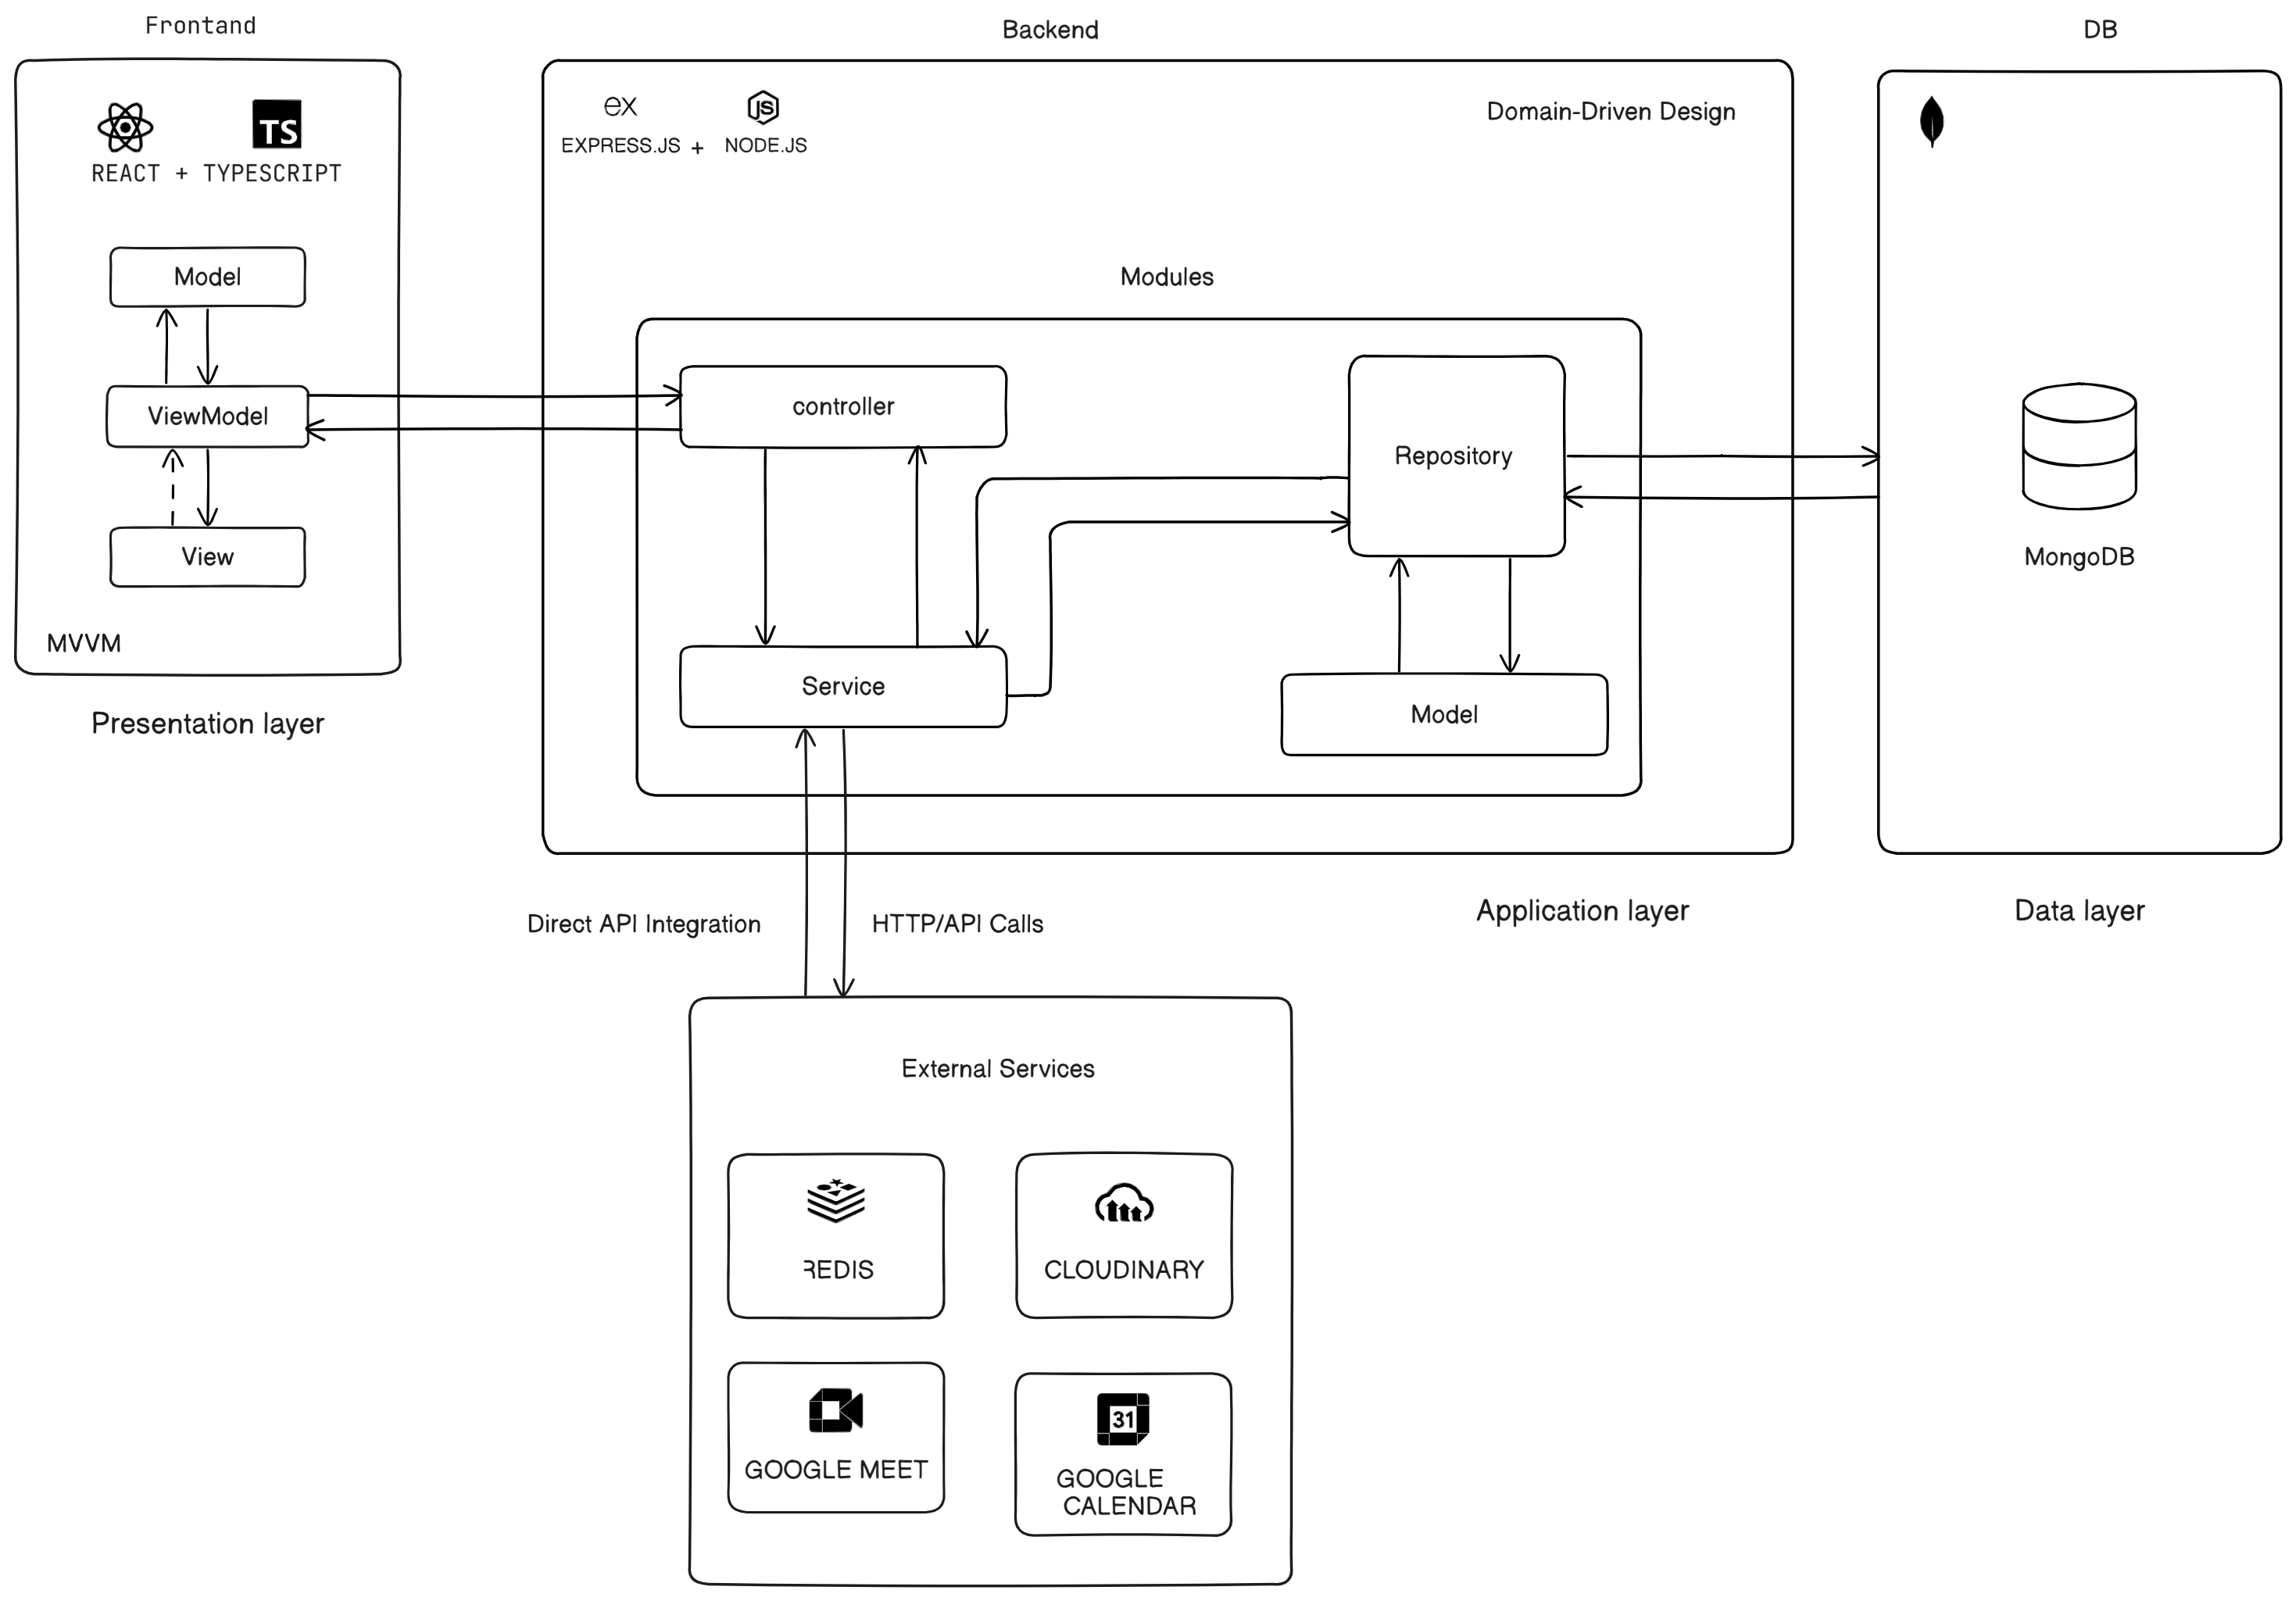 Frontand
Backend
DB
TS
REACT + TYPESCRIPT
Model
ViewModel
View
MVVM
Presentation layer
ex
JS
EXPRESS.JS + NODE.JS
Domain-Driven Design
Modules
controller
Repository
Service
Model
MongoDB
Application layer
Data layer
Direct API Integration
HTTP/API Calls
External Services
REDIS
CLOUDINARY
GOOGLE MEET
31
GOOGLE
CALENDAR